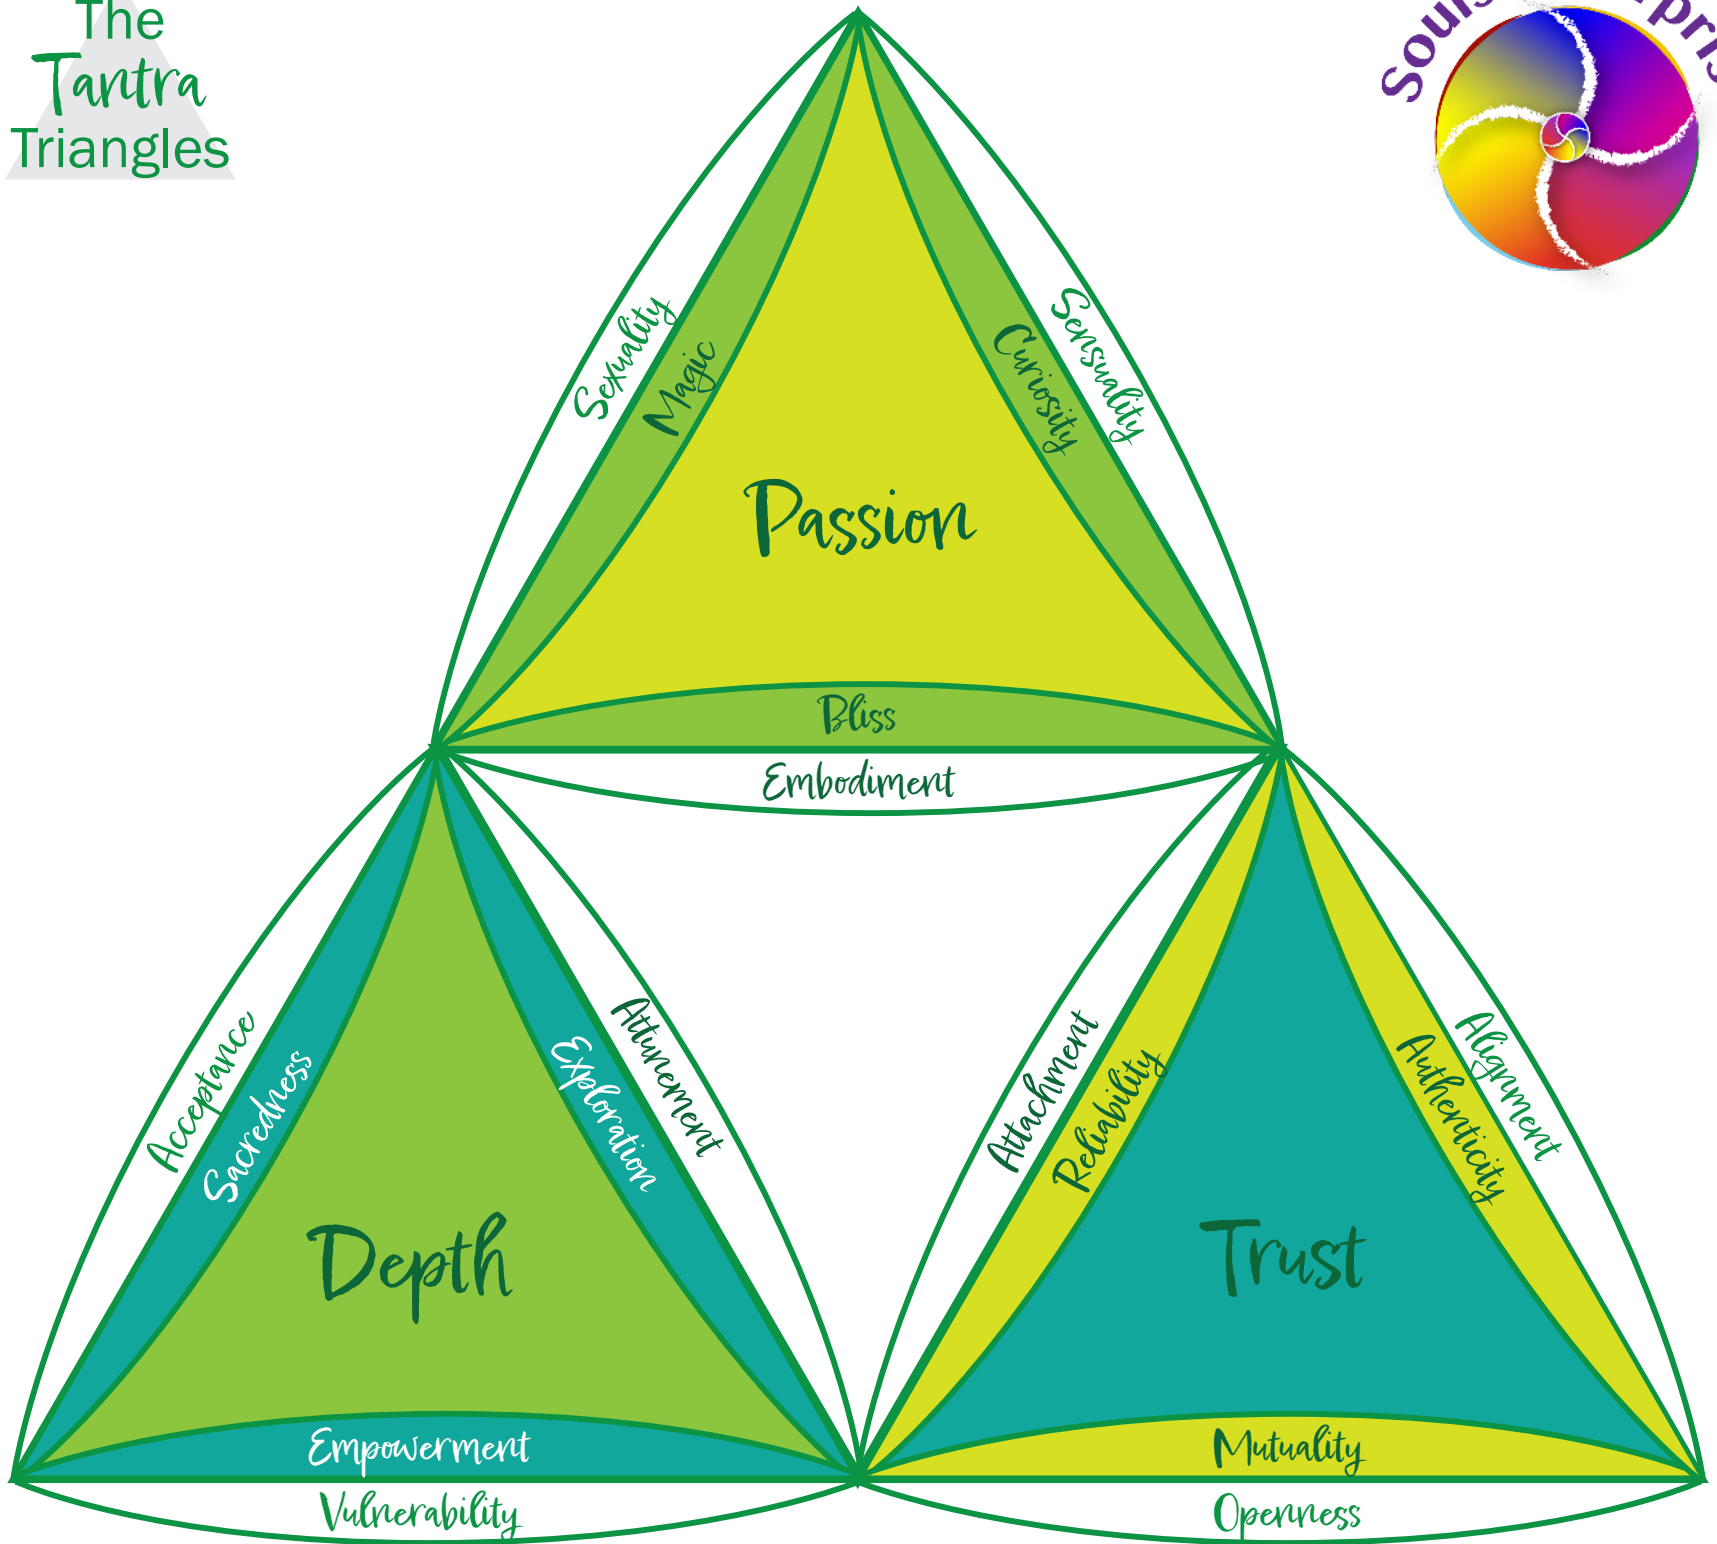 The
Tantra
Triangles
Sexuality
Magic
Curiosity
Sensuality
Passion
Bliss
Embodiment
Acceptance
Sacredness
Exploration
Attunement
Depth
Empowerment
Vulnerability
Attachment
Reliability
Authenticity
Alignment
Trust
Mutuality
Openness